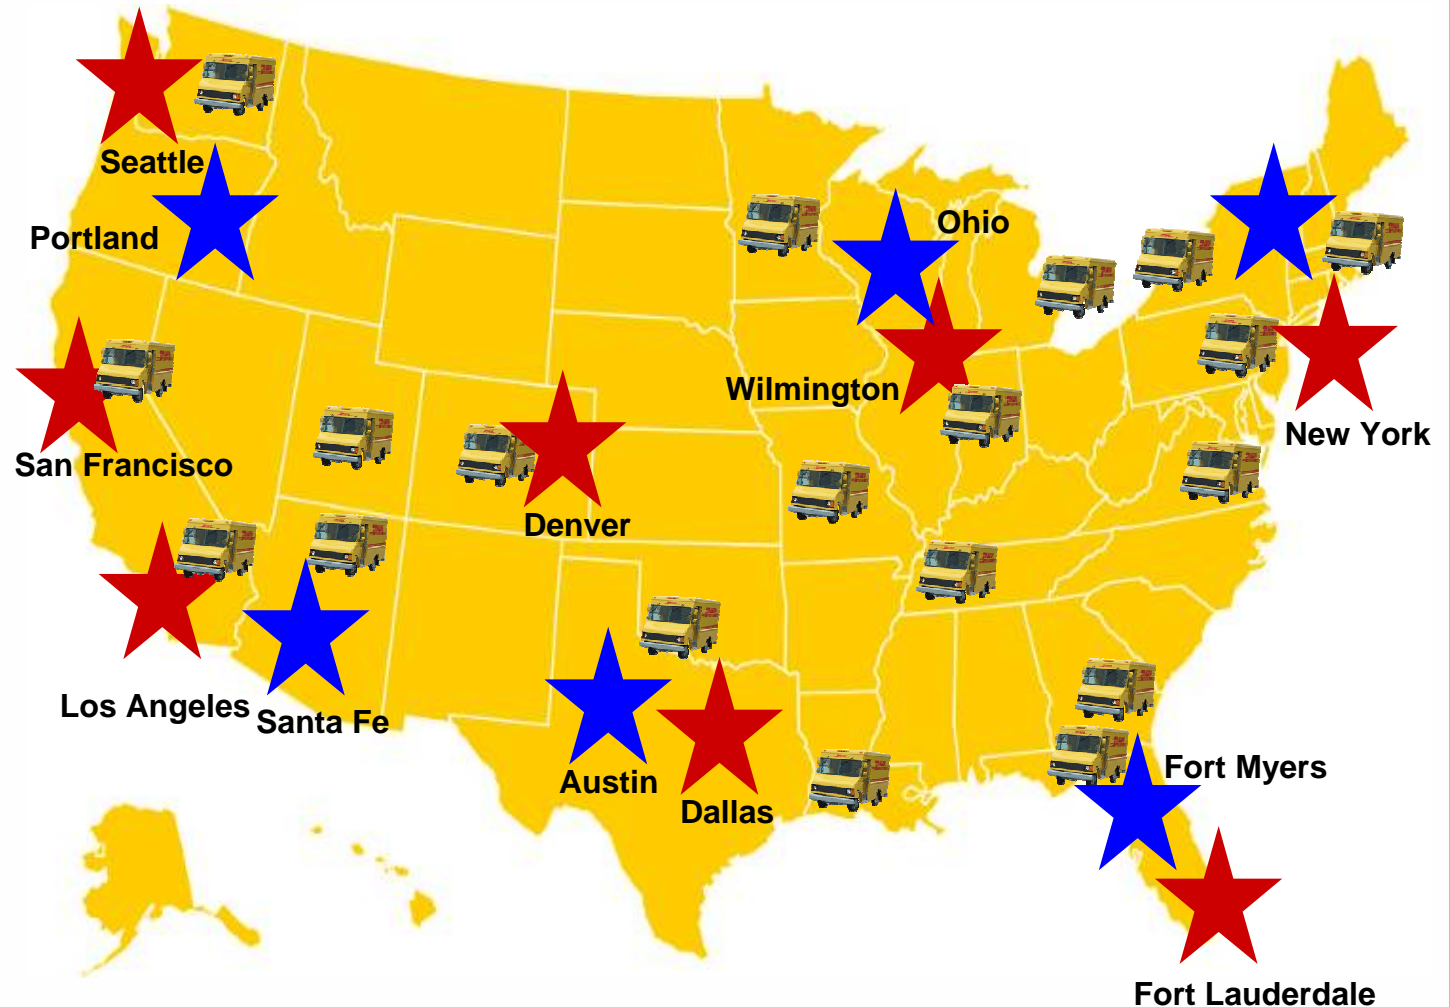 Seattle
Portland
Ohio
Wilmington
New York
San Francisco
Denver
Los Angeles
Santa Fe
Austin
Dallas
Fort Myers
Fort Lauderdale